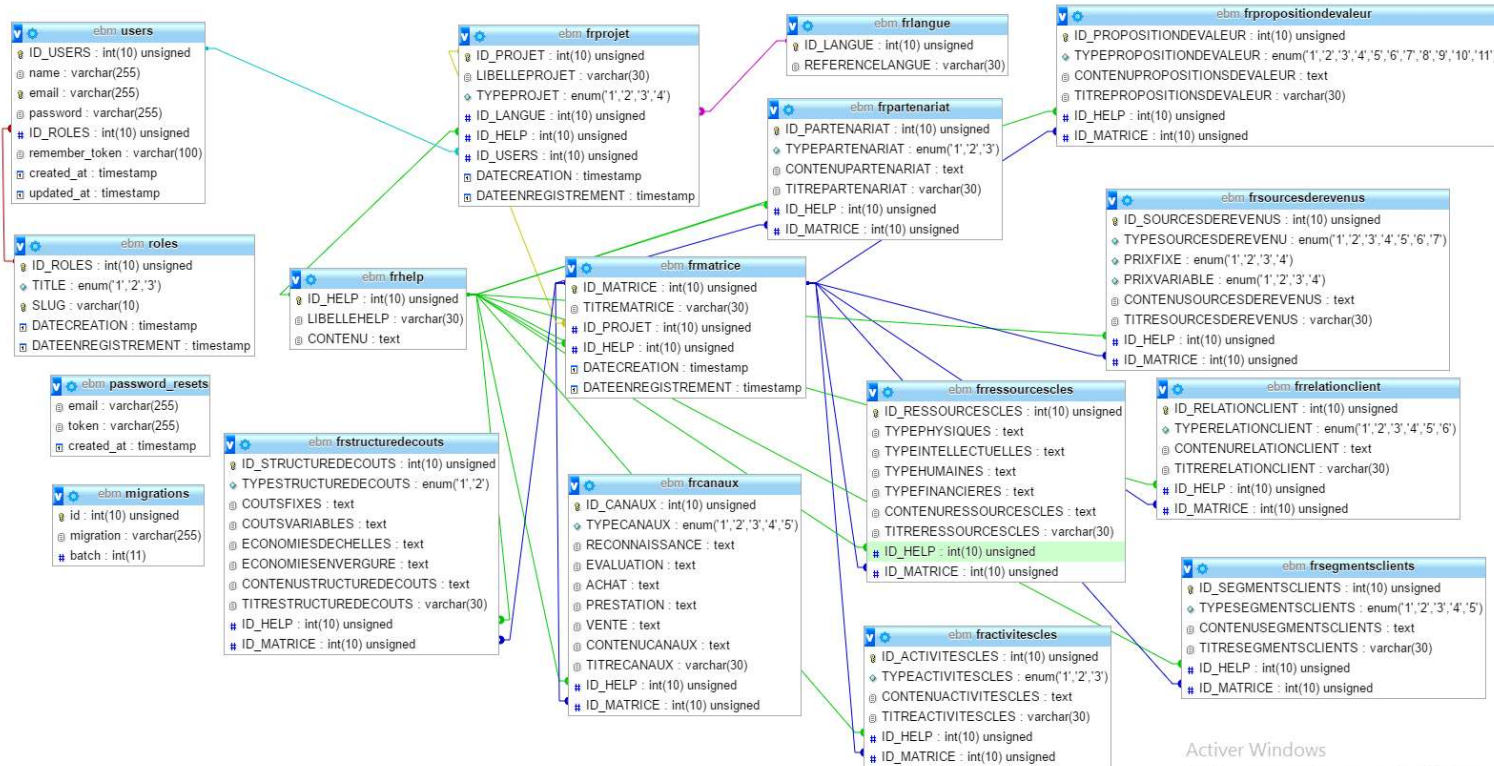 ebm users
ID_USERS : int(10) unsigned
name : varchar(255)
email : varchar(255)
password : varchar(255)
ID_ROLES : int(10) unsigned
remember_token : varchar(100)
created_at : timestamp
updated_at : timestamp
ebm roles
ID_ROLES : int(10) unsigned
TITLE : enum('1','2','3')
SLUG : varchar(10)
DATECREATION : timestamp
DATEENREGISTREMENT : timestamp
ebm password_resets
email : varchar(255)
token : varchar(255)
created_at : timestamp
ebm migrations
id : int(10) unsigned
migration : varchar(255)
batch : int(11)
ebm frprojet
ID_PROJET : int(10) unsigned
LIBELLEPROJET : varchar(30)
TYPEPROJET : enum('1','2','3','4')
ID_LANGUE : int(10) unsigned
ID_HELP : int(10) unsigned
ID_USERS : int(10) unsigned
DATECREATION : timestamp
DATEENREGISTREMENT : timestamp
ebm frhelp
ID_HELP : int(10) unsigned
LIBELLEHELP : varchar(30)
CONTENU : text
ebm frstructuredecouts
ID_STRUCTUREDECOUTS : int(10) unsigned
TYPESTRUCTUREDECOUTS : enum('1','2')
COUTSFIXES : text
COUTSVARIABLES : text
ECONOMIESDECHELLES : text
ECONOMIESENVERGURE : text
CONTENUSTRUCTUREDECOUTS : text
TITRESTRUCTUREDECOUTS : varchar(30)
ID_HELP : int(10) unsigned
ID_MATRICE : int(10) unsigned
ebm frlangue
ID_LANGUE : int(10) unsigned
REFERENCELANGUE : varchar(30)
ebm frpartenariat
ID_PARTENARIAT : int(10) unsigned
TYPEPARTENARIAT : enum('1','2','3')
CONTENUPARTENARIAT : text
TITREPARTENARIAT : varchar(30)
ID_HELP : int(10) unsigned
ID_MATRICE : int(10) unsigned
ebm frmatrice
ID_MATRICE : int(10) unsigned
TITREMATRICE : varchar(30)
ID_PROJET : int(10) unsigned
ID_HELP : int(10) unsigned
DATECREATION : timestamp
DATEENREGISTREMENT : timestamp
ebm frcanaux
ID_CANAUX : int(10) unsigned
TYPECANAUX : enum('1','2','3','4','5')
RECONNAISSANCE : text
EVALUATION : text
ACHAT : text
PRESTATION : text
VENTE : text
CONTENUCANAUX : text
TITRECANAUX : varchar(30)
ID_HELP : int(10) unsigned
ID_MATRICE : int(10) unsigned
ebm frpropositiondevaleur
ID_PROPOSITIONDEVALEUR : int(10) unsigned
TYPEPROPOSITIONDEVALEUR : enum('1','2','3','4','5','6','7','8','9','10','11'
CONTENUPROPOSITIONSDEVALEUR : text
TITREPROPOSITIONSDEVALEUR : varchar(30)
ID_HELP : int(10) unsigned
ID_MATRICE : int(10) unsigned
ebm frsourcesderevenus
ID_SOURCESDEREVENUS : int(10) unsigned
TYPESOURCESDEREVENU : enum('1','2','3','4','5','6','7')
PRIXFIXE : enum('1','2','3','4')
PRIXVARIABLE : enum('1','2','3','4')
CONTENUSOURCESDEREVENUS : text
TITRESOURCESDEREVENUS : varchar(30)
ID_HELP : int(10) unsigned
ID_MATRICE : int(10) unsigned
ebm frressourcescles
ID_RESSOURCESCLES : int(10) unsigned
TYPEPHYSIQUES : text
TYPEINTELLECTUELLES : text
TYPEHUMAINES : text
TYPEFINANCIERES : text
CONTENURESSOURCESCLES : text
TITRERESSOURCESCLES : varchar(30)
ID_HELP : int(10) unsigned
ID_MATRICE : int(10) unsigned
ebm frrelationclient
ID_RELATIONCLIENT : int(10) unsigned
TYPERELATIONCLIENT : enum('1','2','3','4','5','6')
CONTENURELATIONCLIENT : text
TITRERELATIONCLIENT : varchar(30)
ID_HELP : int(10) unsigned
ID_MATRICE : int(10) unsigned
ebm frsegmentsclients
ID_SEGMENTSCLIENTS : int(10) unsigned
TYPESEGMENTSCLIENTS : enum('1','2','3','4','5')
CONTENUSEGMENTSCLIENTS : text
TITRESEGMENTSCLIENTS : varchar(30)
ID_HELP : int(10) unsigned
ID_MATRICE : int(10) unsigned
ebm fractivitescles
ID_ACTIVITESCLES : int(10) unsigned
TYPEACTIVITESCLES : enum('1','2','3')
CONTENUACTIVITESCLES : text
TITREACTIVITESCLES : varchar(30)
ID_HELP : int(10) unsigned
ID_MATRICE : int(10) unsigned
Activer Windows